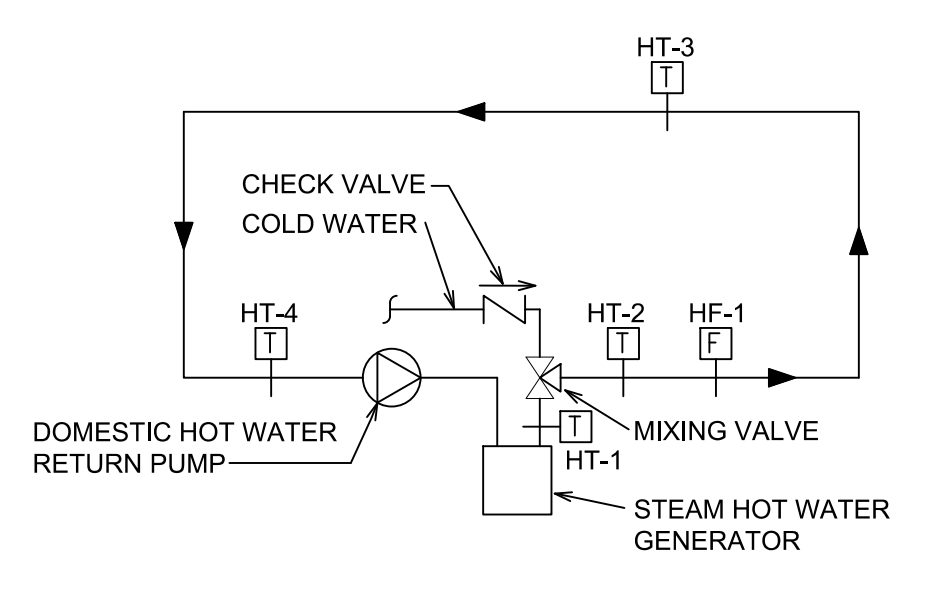 HT-3
T
CHECK VALVE
COLD WATER
HT-4
T
HT-2
T
HF-1
F
DOMESTIC HOT WATER
RETURN PUMP
T
HT-1
MIXING VALVE
STEAM HOT WATER
GENERATOR